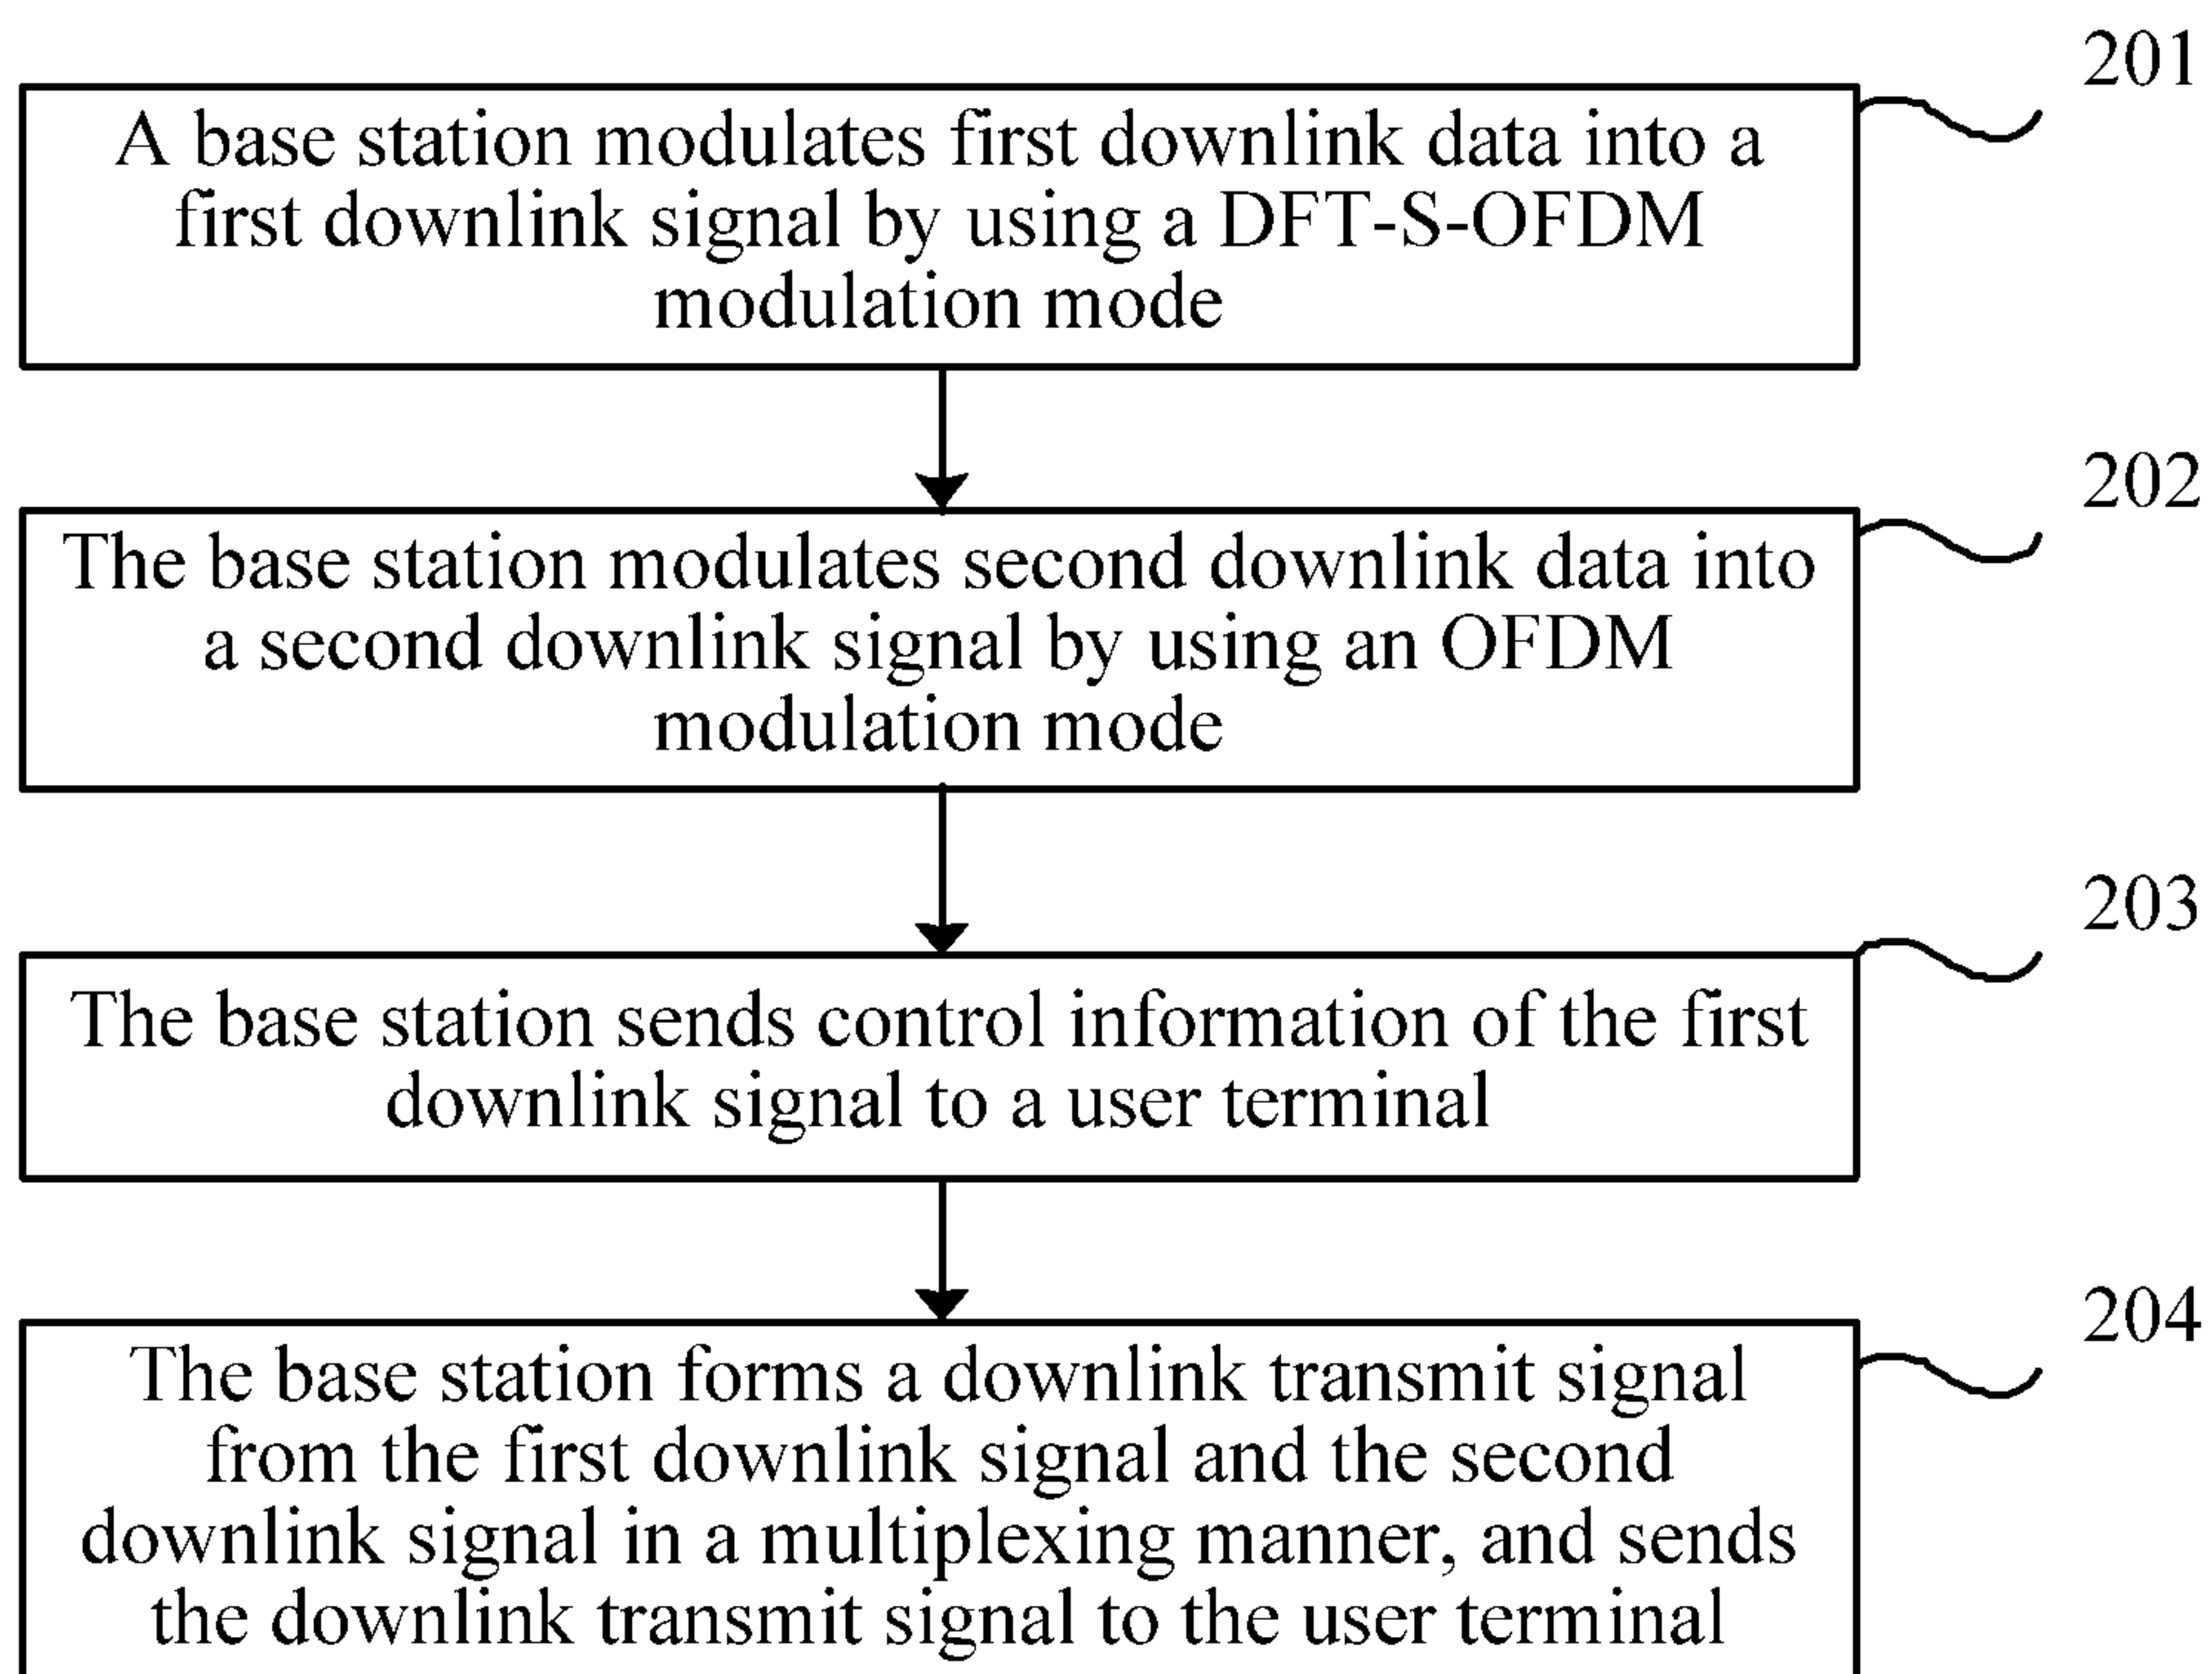 201
A base station modulates first downlink data into a
first downlink signal by using a DFT-S-OFDM
modulation mode
202
The base station modulates second downlink data into
a second downlink signal by using an OFDM
modulation mode
203
The base station sends control information of the first
downlink signal to a user terminal
204
The base station forms a downlink transmit signal
from the first downlink signal and the second
downlink signal in a multiplexing manner, and sends
the downlink transmit signal to the user terminal